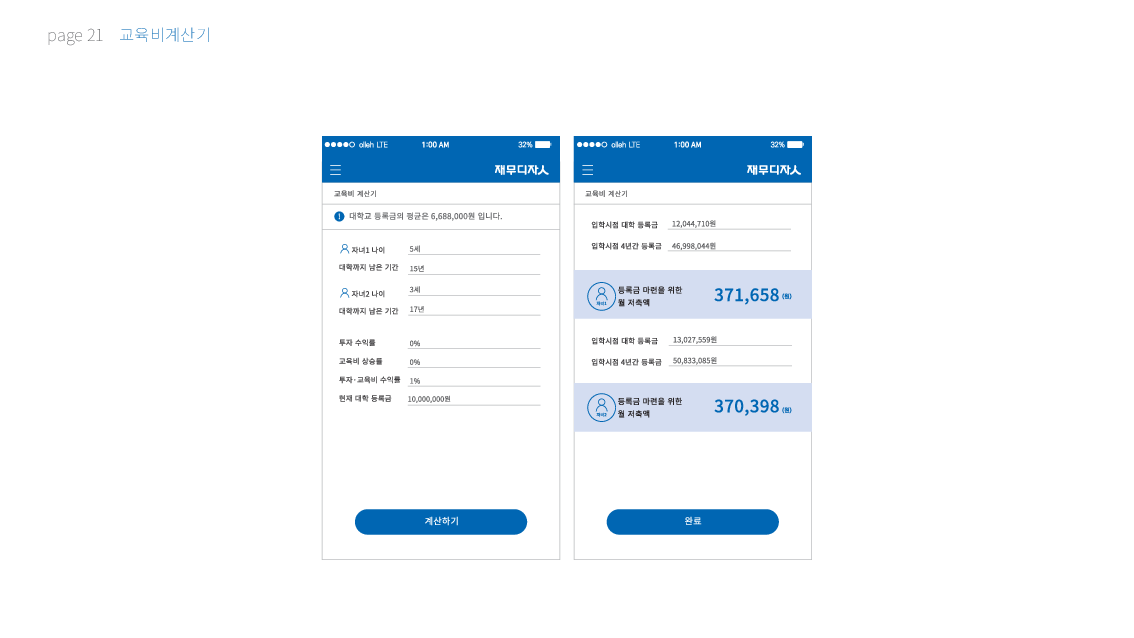 page 21 교육비계산기
olleh LTE 1:00 AM 32%
재무디자人
교육비 계산기
! 대학교 등록금의 평균은 6,688,000원 입니다.
자녀1 나이 5세
대학까지 남은 기간 15년
자녀2 나이 3세
대학까지 남은 기간 17년
투자 수익률 0%
교육비 상승률 0%
투자·교육비 수익률 1%
현재 대학 등록금 10,000,000원
계산하기
olleh LTE 1:00 AM 32%
재무디자人
교육비 계산기
입학시점 대학 등록금 12,044,710원
입학시점 4년간 등록금 46,998,044원
자녀1
등록금 마련을 위한
월 저축액
371,658 (원)
입학시점 대학 등록금 13,027,559원
입학시점 4년간 등록금 50,833,085원
자녀2
등록금 마련을 위한
월 저축액
370,398 (원)
완료